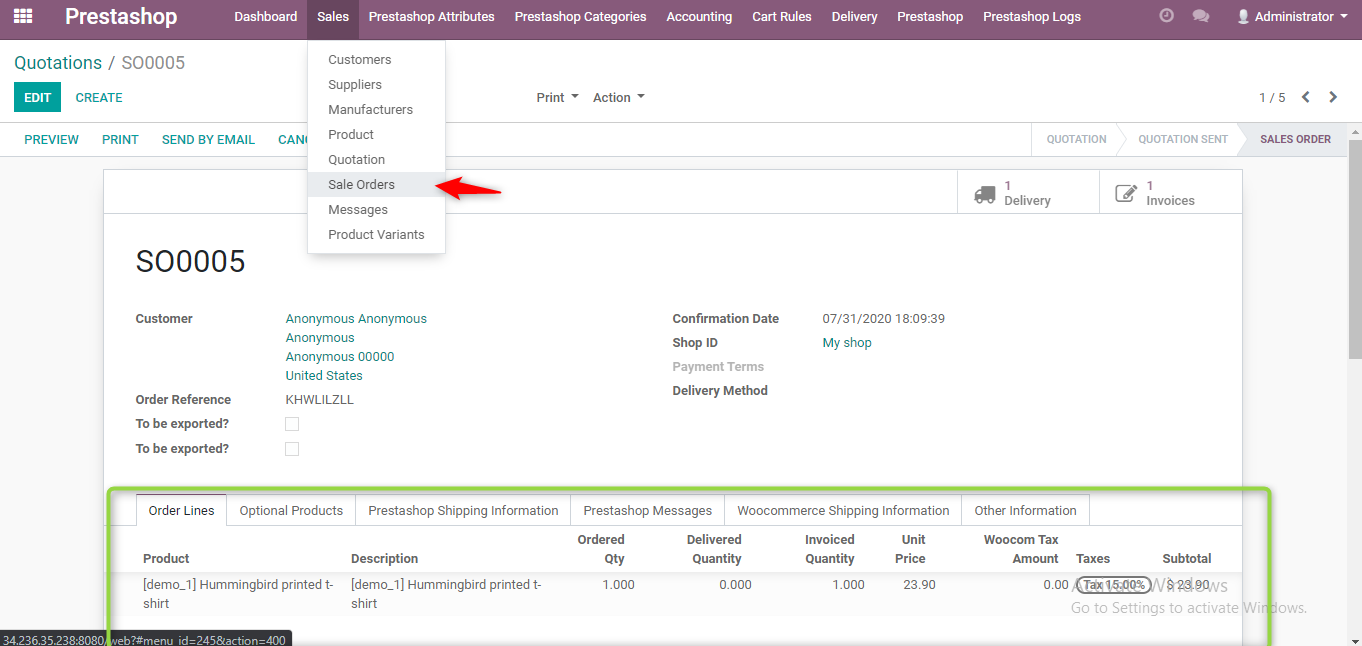 Prestashop Dashboard Sales Prestashop Attributes Prestashop Categories Accounting Cart Rules Delivery Prestashop Prestashop Logs Administrator
Quotations / SO0005
EDIT CREATE Print Action 1 / 5
PREVIEW PRINT SEND BY EMAIL CANC QUOTATION QUOTATION SENT SALES ORDER
Customers
Suppliers
Manufacturers
Product
Quotation
Sale Orders
Messages
Product Variants
1 Delivery
1 Invoices
SO0005
Customer Anonymous Anonymous
Anonymous
Anonymous 00000
United States
Order Reference KHWLILZLL
To be exported?
To be exported?
Confirmation Date 07/31/2020 18:09:39
Shop ID My shop
Payment Terms
Delivery Method
Order Lines Optional Products Prestashop Shipping Information Prestashop Messages Woocommerce Shipping Information Other Information
Product Description Ordered Qty Delivered Quantity Invoiced Quantity Unit Price Woocom Tax Amount Taxes Subtotal
[demo_1] Hummingbird printed t-shirt [demo_1] Hummingbird printed t-shirt 1.000 0.000 1.000 23.90 0.00 Tax 15.00% $ 23.90
Activate Windows
Go to Settings to activate Windows.
34.236.35.238:8080/web?#menu_id=245&action=400